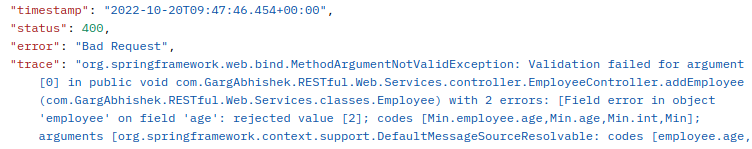 "timestamp": "2022-10-20T09:47:46.454+00:00",
"status": 400,
"error": "Bad Request",
"trace": "org.springframework.web.bind.MethodArgumentNotValidException: Validation failed for argument
[0] in public void com.GargAbhishek.RESTful.Web.Services.controller.EmployeeController.addEmployee
(com.GargAbhishek.RESTful.Web.Services.classes.Employee) with 2 errors: [Field error in object
'employee' on field 'age': rejected value [2]; codes [Min.employee.age,Min.age,Min.int,Min];
arguments [org.springframework.context.support.DefaultMessageSourceResolvable: codes [employee.age,